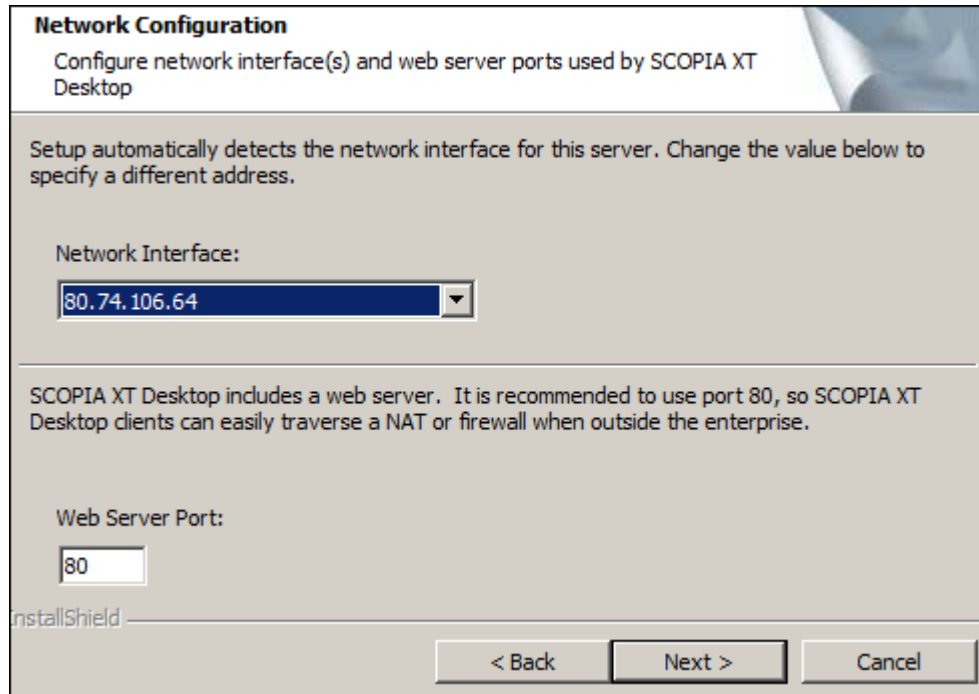 Network Configuration
Configure network interface(s) and web server ports used by SCOPIA XT
Desktop
Setup automatically detects the network interface for this server. Change the value below to
specify a different address.
Network Interface:
80.74.106.64
SCOPIA XT Desktop includes a web server.  It is recommended to use port 80, so SCOPIA XT
Desktop clients can easily traverse a NAT or firewall when outside the enterprise.
Web Server Port:
80
InstallShield
< Back
Next >
Cancel